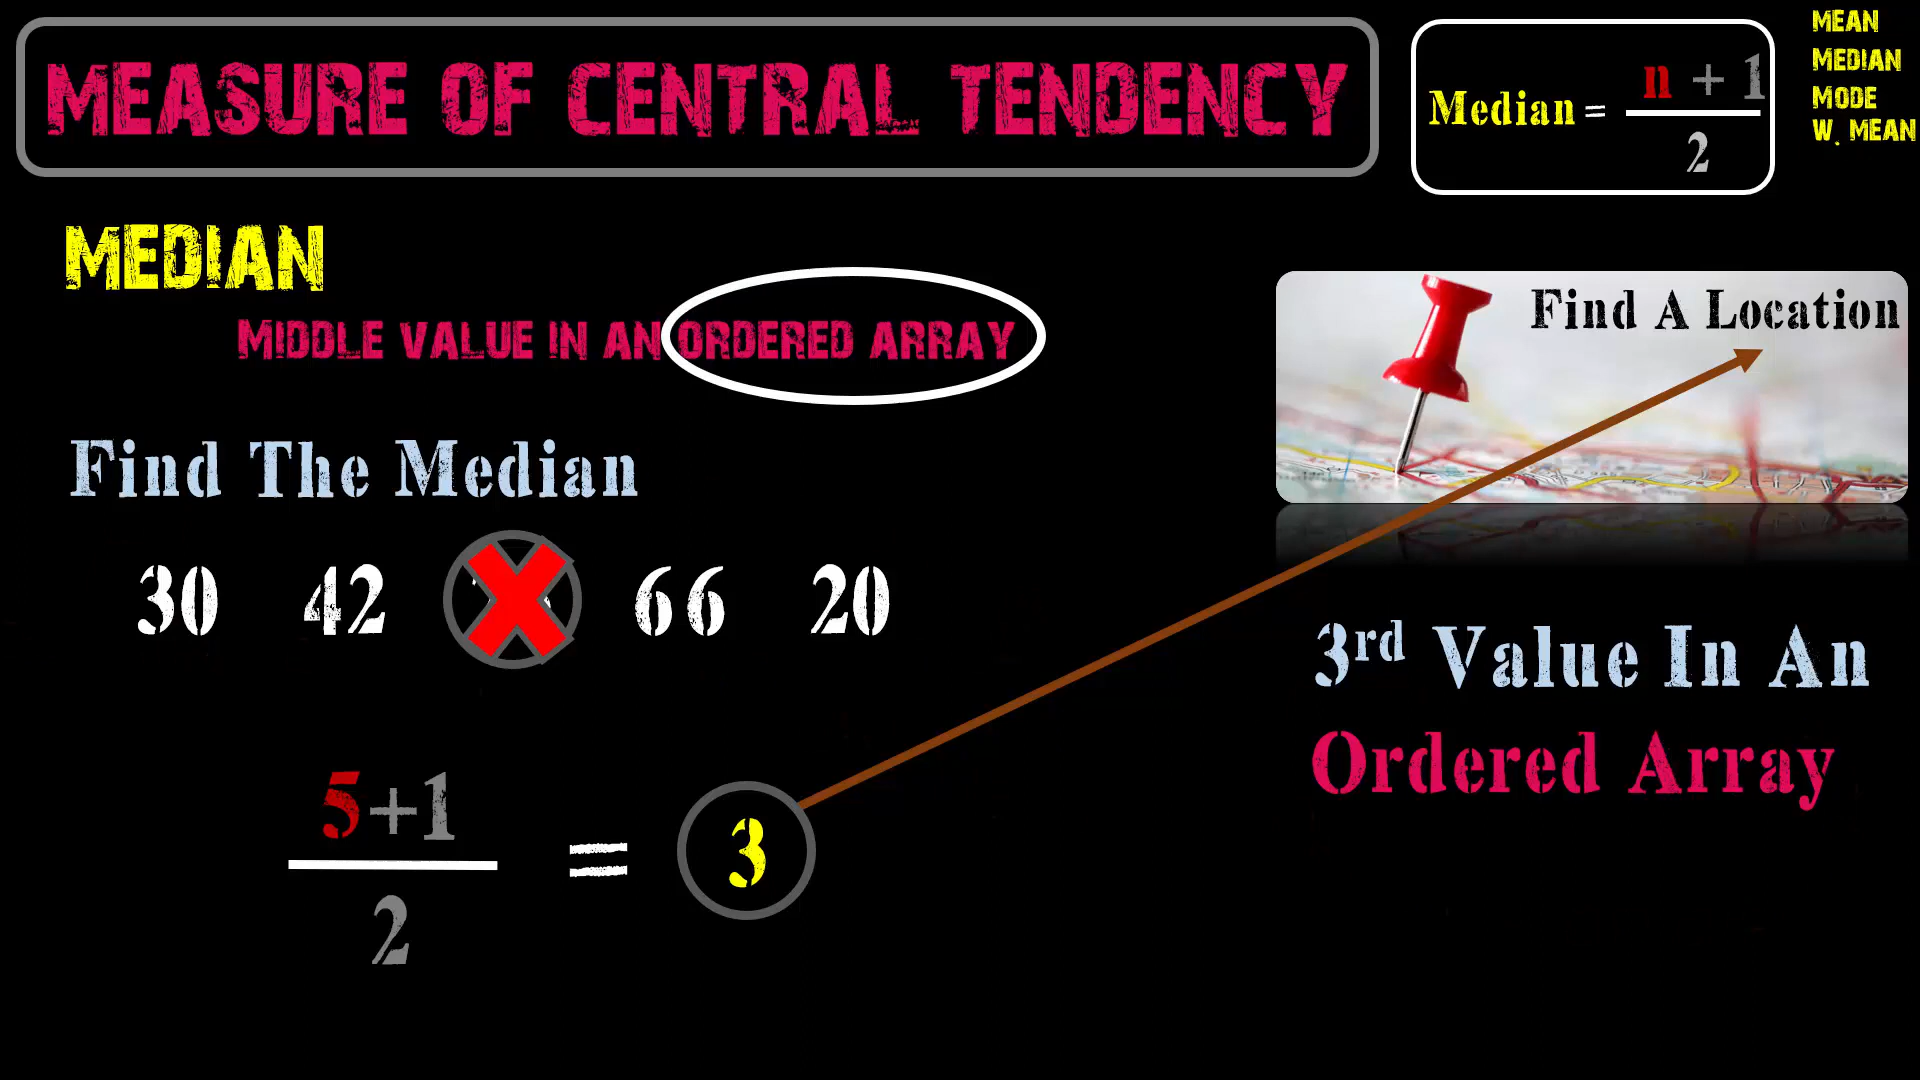 MEASURE OF CENTRAL TENDENCY
Median = n + 1
2
MEAN
MEDIAN
MODE
W. MEAN
MEDIAN
MIDDLE VALUE IN AN ORDERED ARRAY
Find A Location
Find The Median
30 42 66 20
3rd Value In An
Ordered Array
5+1
2
= 3